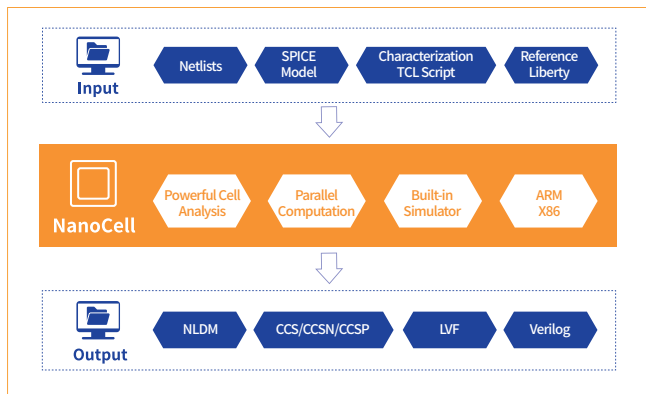 Input
Netlists
SPICE
Model
Characterization
TCL Script
Reference
Liberty
NanoCell
Powerful Cell
Analysis
Parallel
Computation
Built-in
Simulator
ARM
X86
Output
NLDM
CCS/CCSN/CCSP
LVF
Verilog